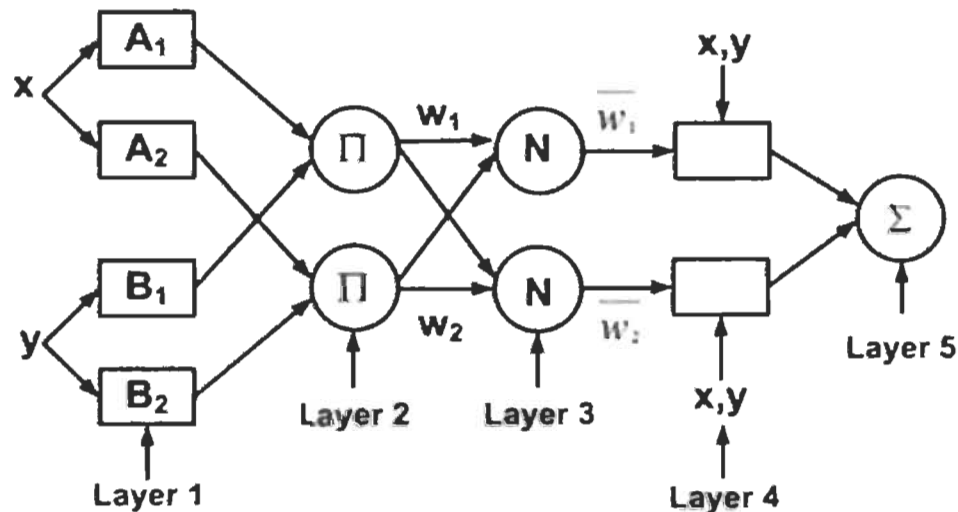 A₁
x
A₂
B₁
y
B₂
Layer 1
Π
Π
Layer 2
w₁
w₂
N
N
Layer 3
w̅₁
w̅₂
x,y
x,y
Layer 4
Σ
Layer 5